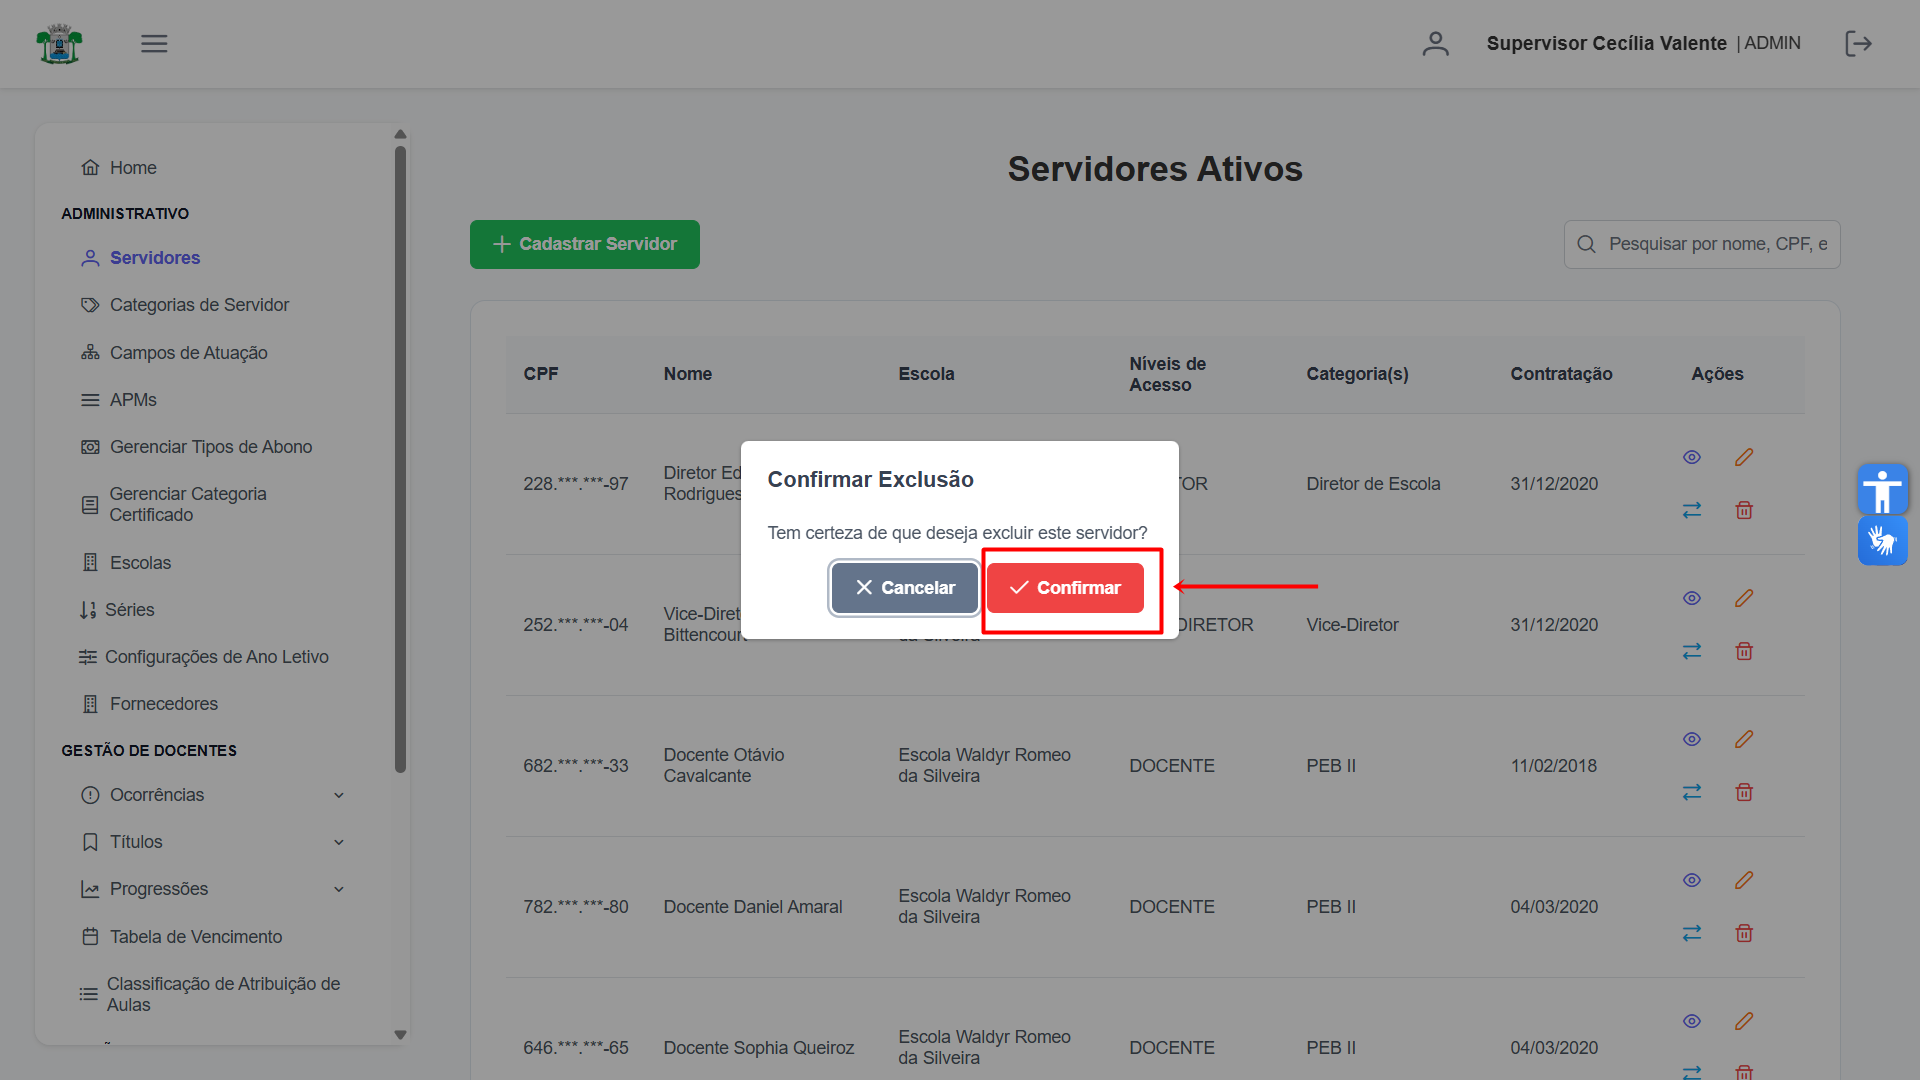 Supervisor Cecília Valente | ADMIN
Home
ADMINISTRATIVO
Servidores
Categorias de Servidor
Campos de Atuação
APMs
Gerenciar Tipos de Abono
Gerenciar Categoria
Certificado
Escolas
Séries
Configurações de Ano Letivo
Fornecedores
GESTÃO DE DOCENTES
Ocorrências
Títulos
Progressões
Tabela de Vencimento
Classificação de Atribuição de
Aulas
Servidores Ativos
Cadastrar Servidor
Pesquisar por nome, CPF, e
CPF Nome Escola Níveis de Acesso Categoria(s) Contratação Ações
228.***.***-97 Diretor Ed
Rodrigues
TOR Diretor de Escola 31/12/2020
252.***.***-04 Vice-Diret
Bittencour
da Silveira
DIRETOR Vice-Diretor 31/12/2020
Confirmar Exclusão
Tem certeza de que deseja excluir este servidor?
Cancelar Confirmar
682.***.***-33 Docente Otávio
Cavalcante
Escola Waldyr Romeo
da Silveira
DOCENTE PEB II 11/02/2018
782.***.***-80 Docente Daniel Amaral
Escola Waldyr Romeo
da Silveira
DOCENTE PEB II 04/03/2020
646.***.***-65 Docente Sophia Queiroz
Escola Waldyr Romeo
da Silveira
DOCENTE PEB II 04/03/2020